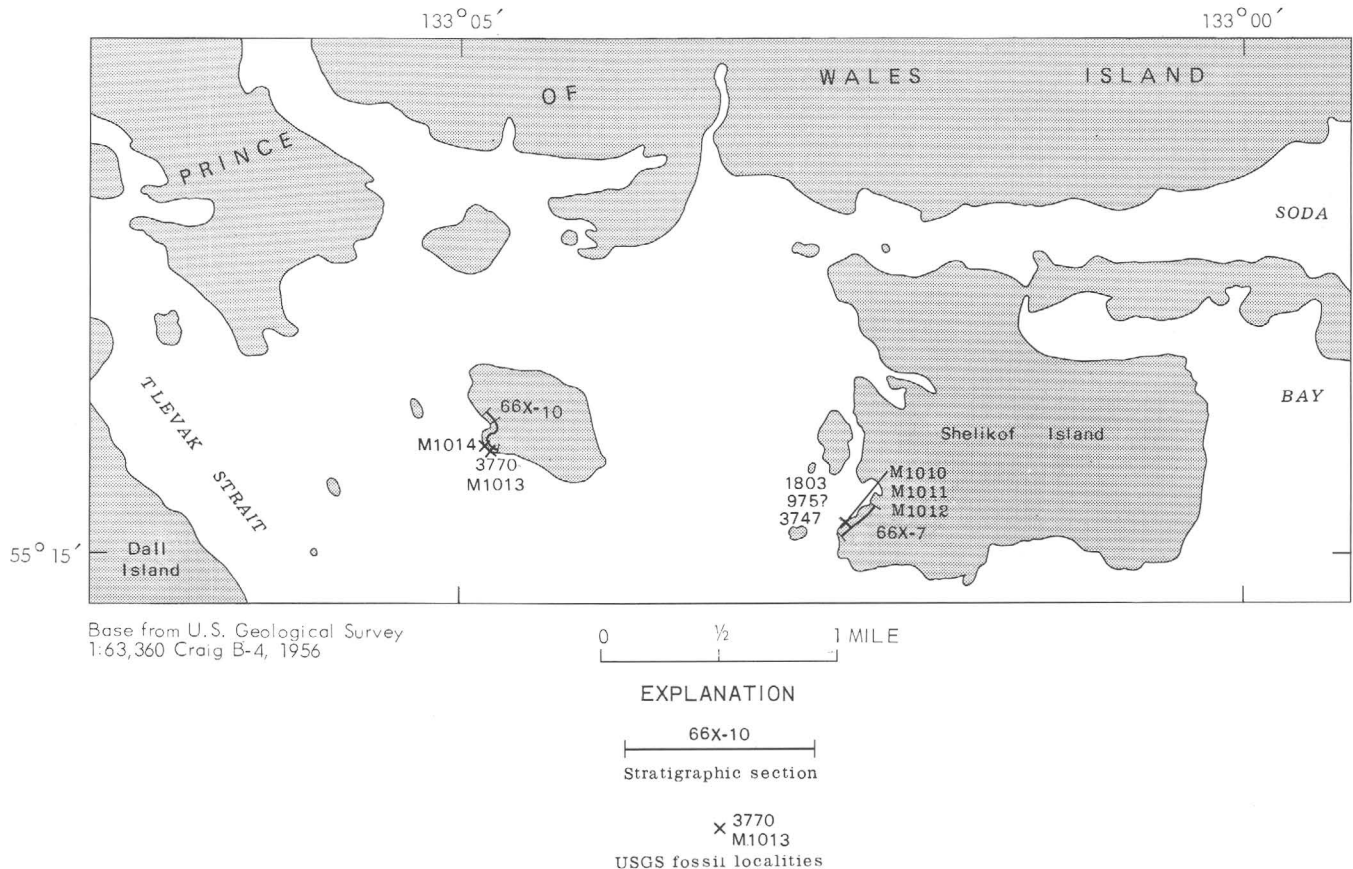 133°05′
133°00′
PRINCE
OF
WALES ISLAND
SODA
BAY
TLEVAK STRAIT
66X-10
M1014
3770
M1013
Shelikof Island
M1010
M1011
M1012
1803
975?
3747
66X-7
55°15′
Dall
Island
Base from U.S. Geological Survey
1:63,360 Craig B-4, 1956
0 ½ 1 MILE
EXPLANATION
66X-10
Stratigraphic section
3770
M1013
USGS fossil localities